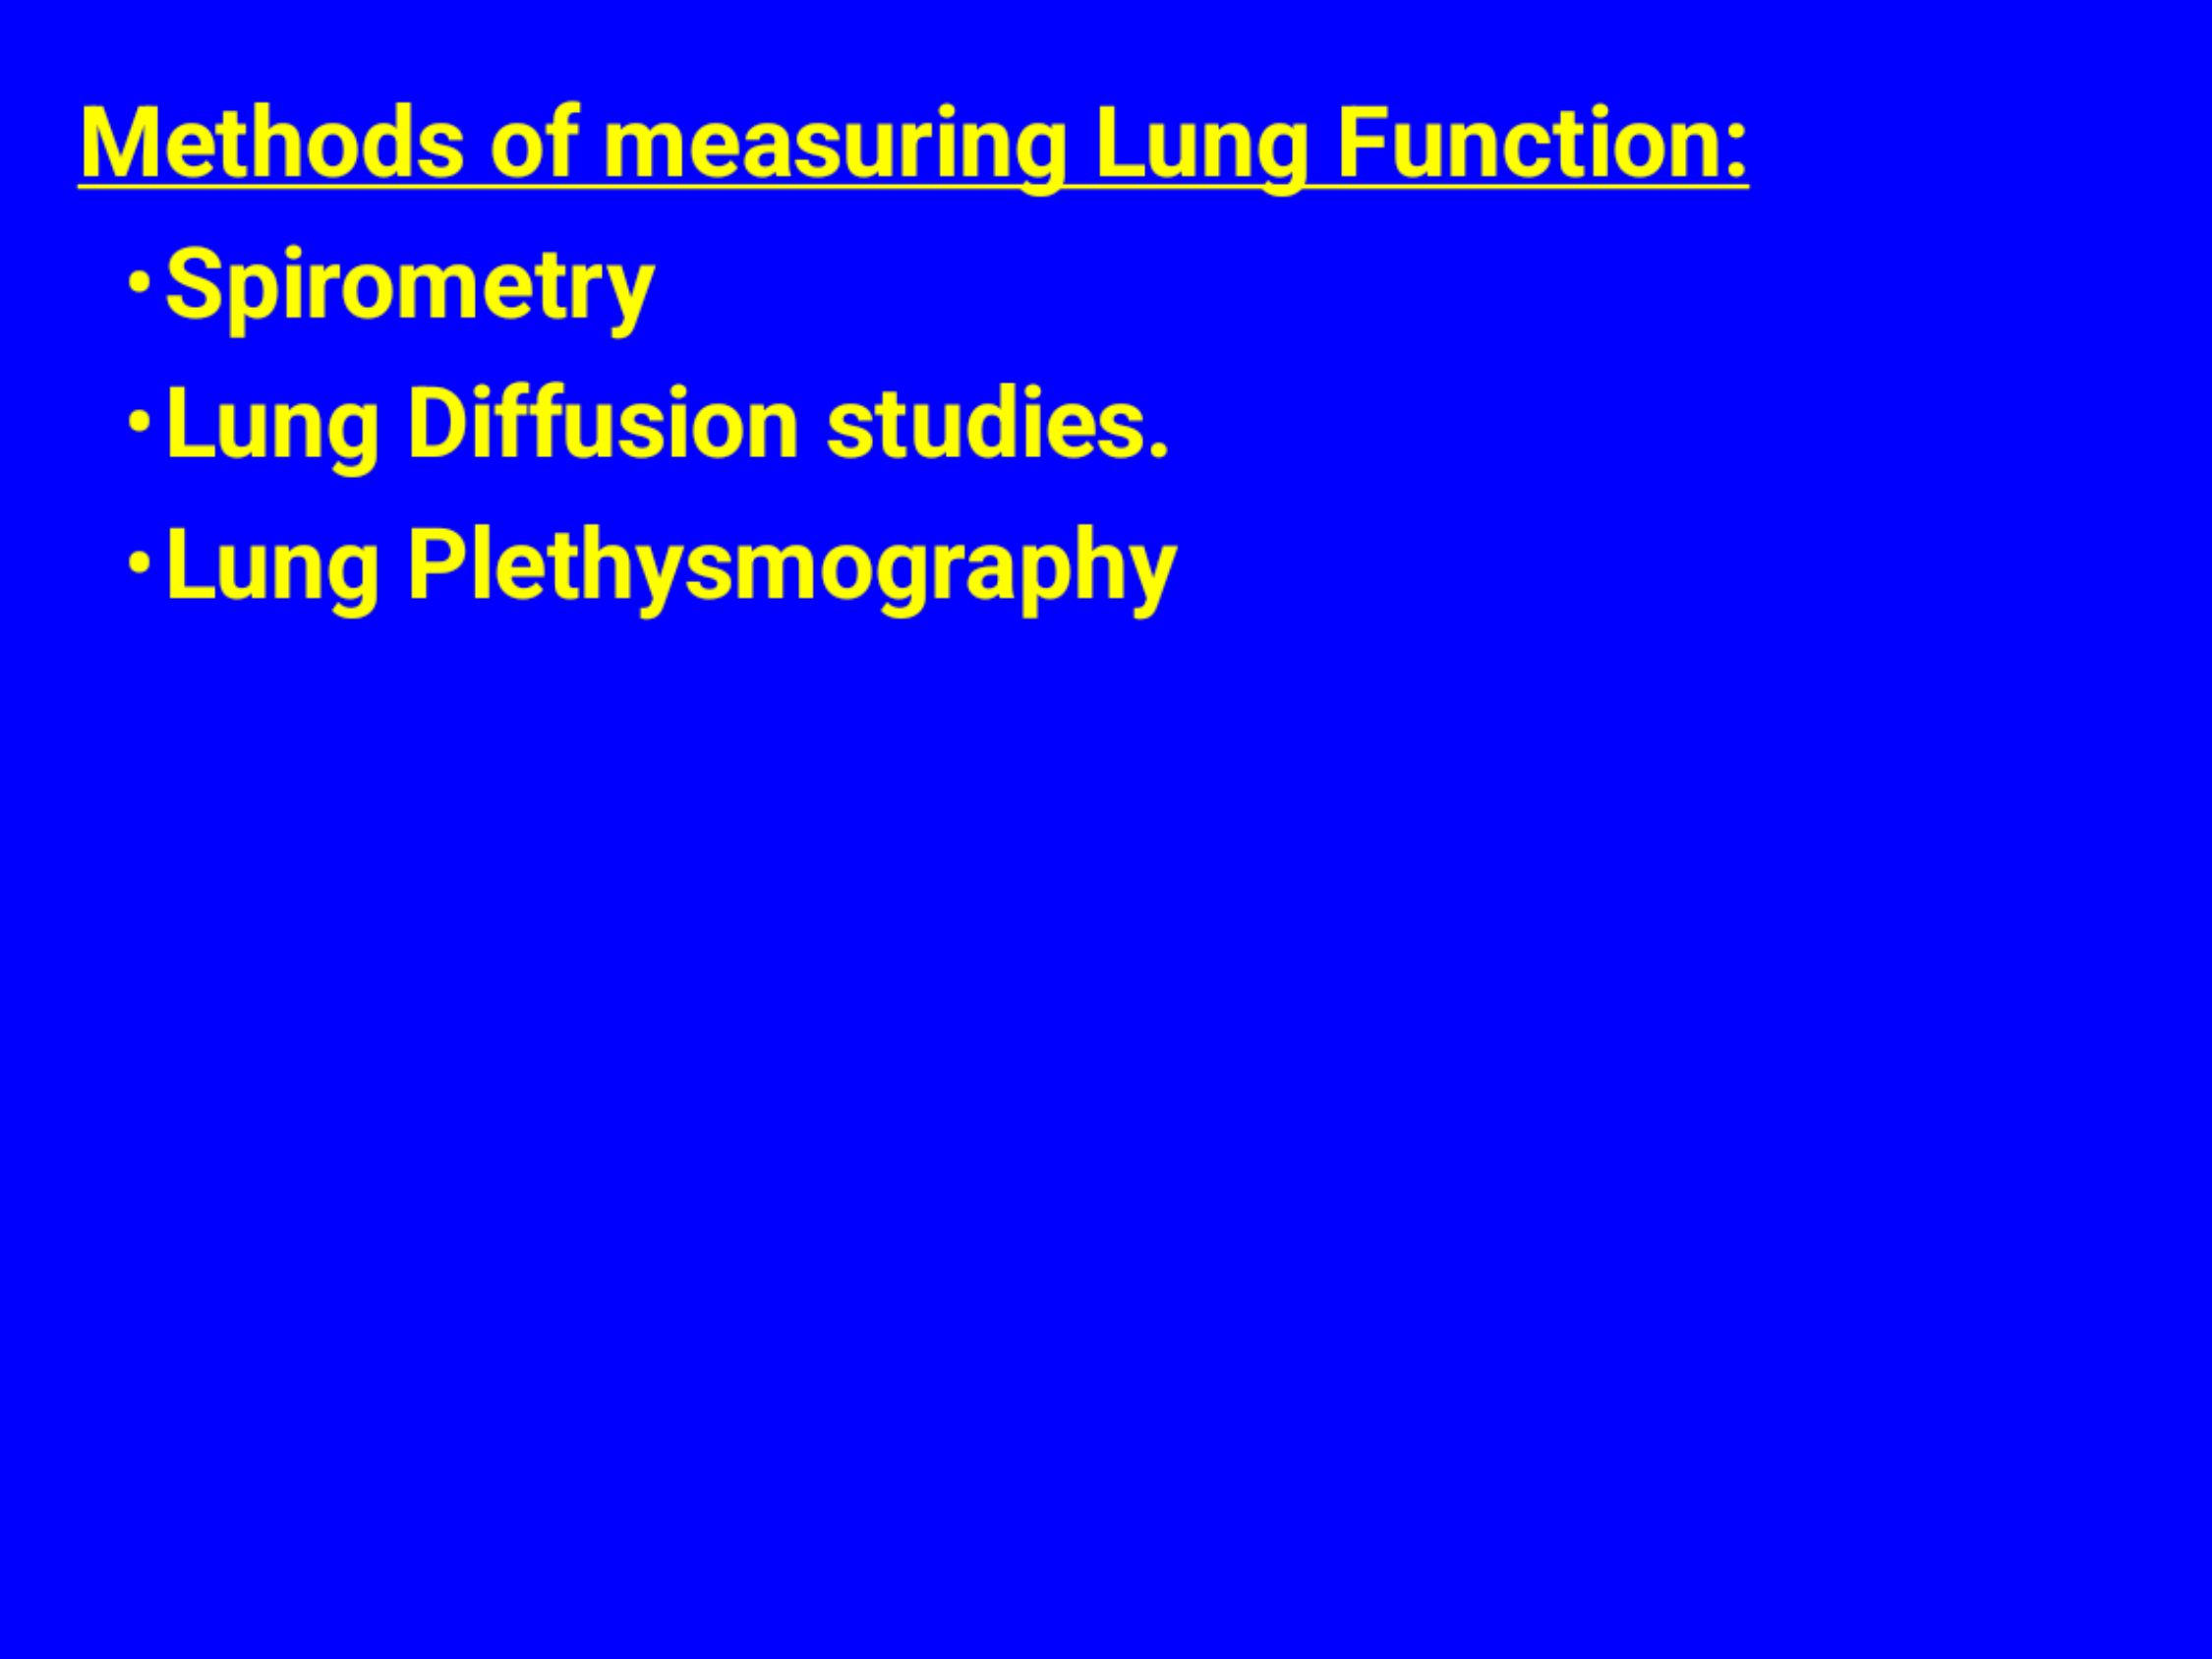 Methods of measuring Lung Function:
•Spirometry
•Lung Diffusion studies.
•Lung Plethysmography